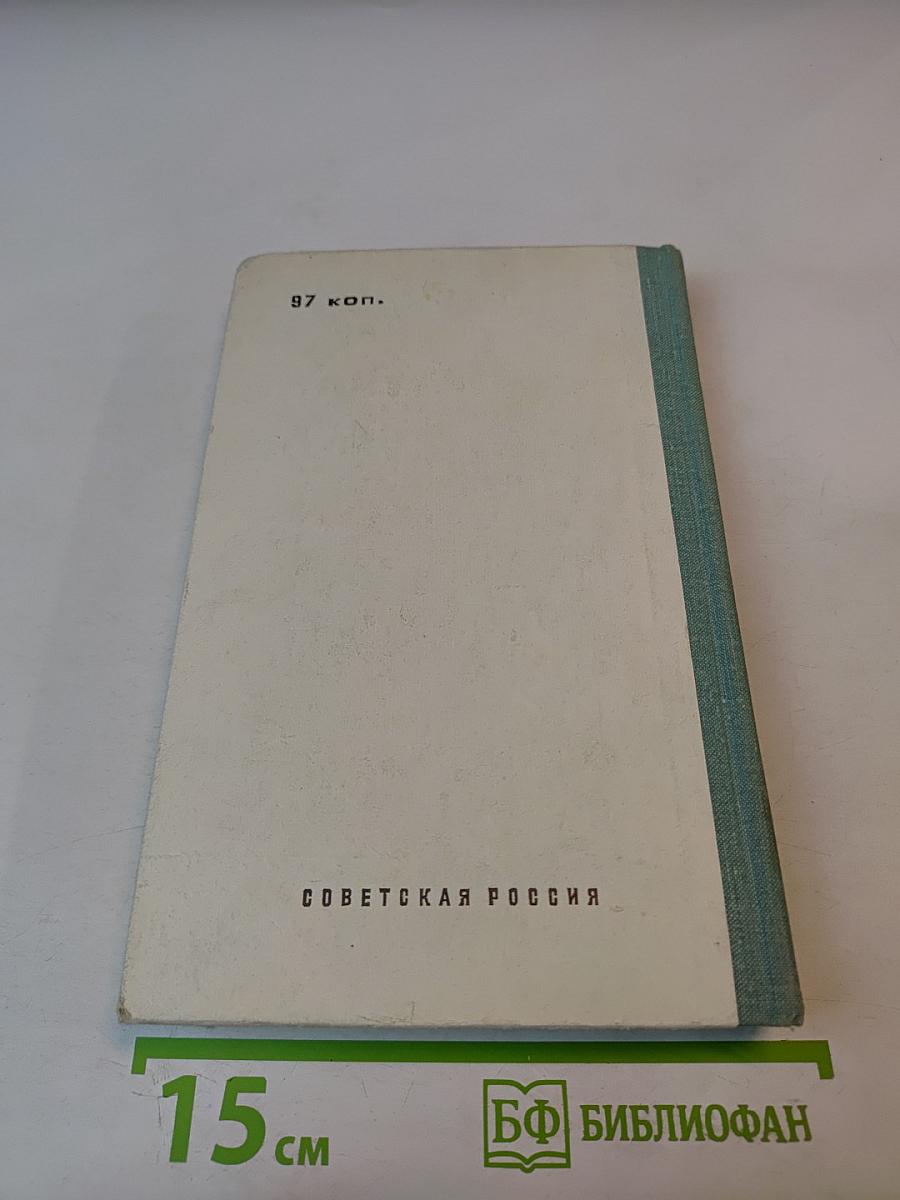 97 коп.
СОВЕТСКАЯ РОССИЯ
15 см
БФ БИБЛИОФАН